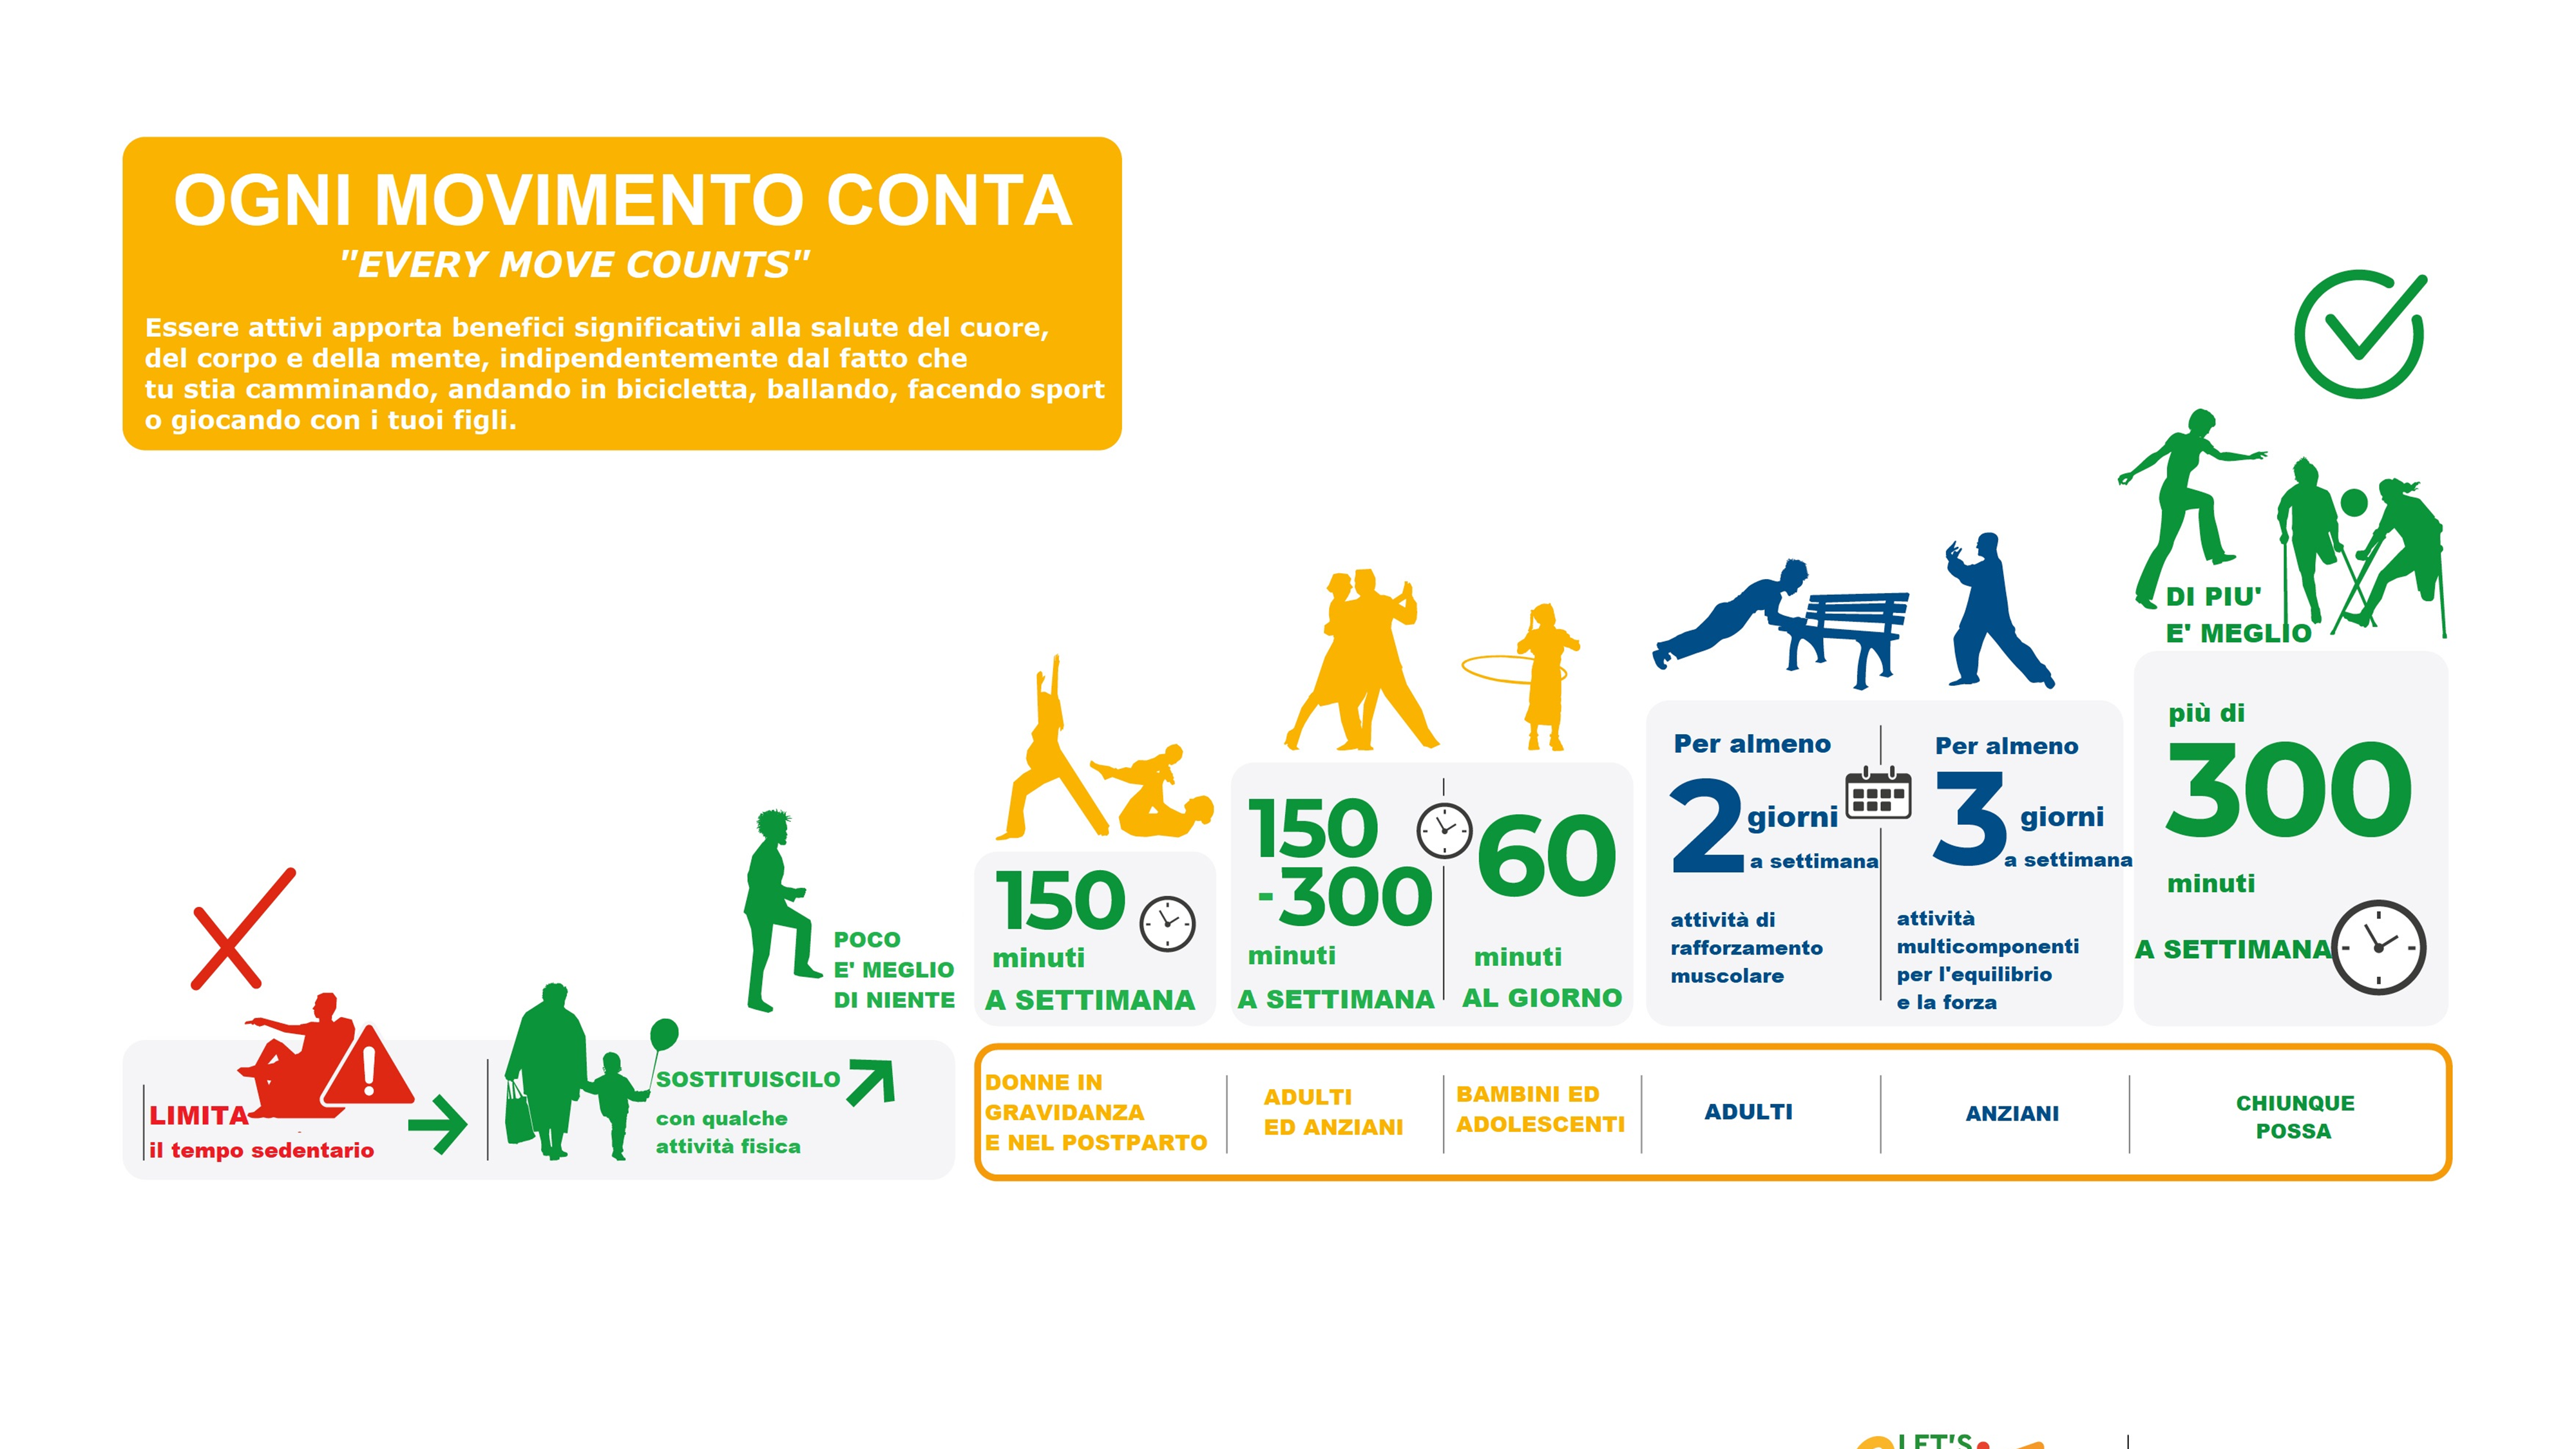 OGNI MOVIMENTO CONTA
"EVERY MOVE COUNTS"
Essere attivi apporta benefici significativi alla salute del cuore,
del corpo e della mente, indipendentemente dal fatto che
tu stia camminando, andando in bicicletta, ballando, facendo sport
o giocando con i tuoi figli.
LIMITA
il tempo sedentario
SOSTITUISCILO
con qualche
attività fisica
POCO
E' MEGLIO
DI NIENTE
150
minuti
A SETTIMANA
DONNE IN
GRAVIDANZA
E NEL POSTPARTO
150
-300
minuti
A SETTIMANA
ADULTI
ED ANZIANI
60
minuti
AL GIORNO
BAMBINI ED
ADOLESCENTI
Per almeno
2 giorni
a settimana
attività di
rafforzamento
muscolare
ADULTI
Per almeno
3 giorni
a settimana
attività
multicomponenti
per l'equilibrio
e la forza
ANZIANI
DI PIU'
E' MEGLIO
più di
300
minuti
A SETTIMANA
CHIUNQUE
POSSA
LET'S